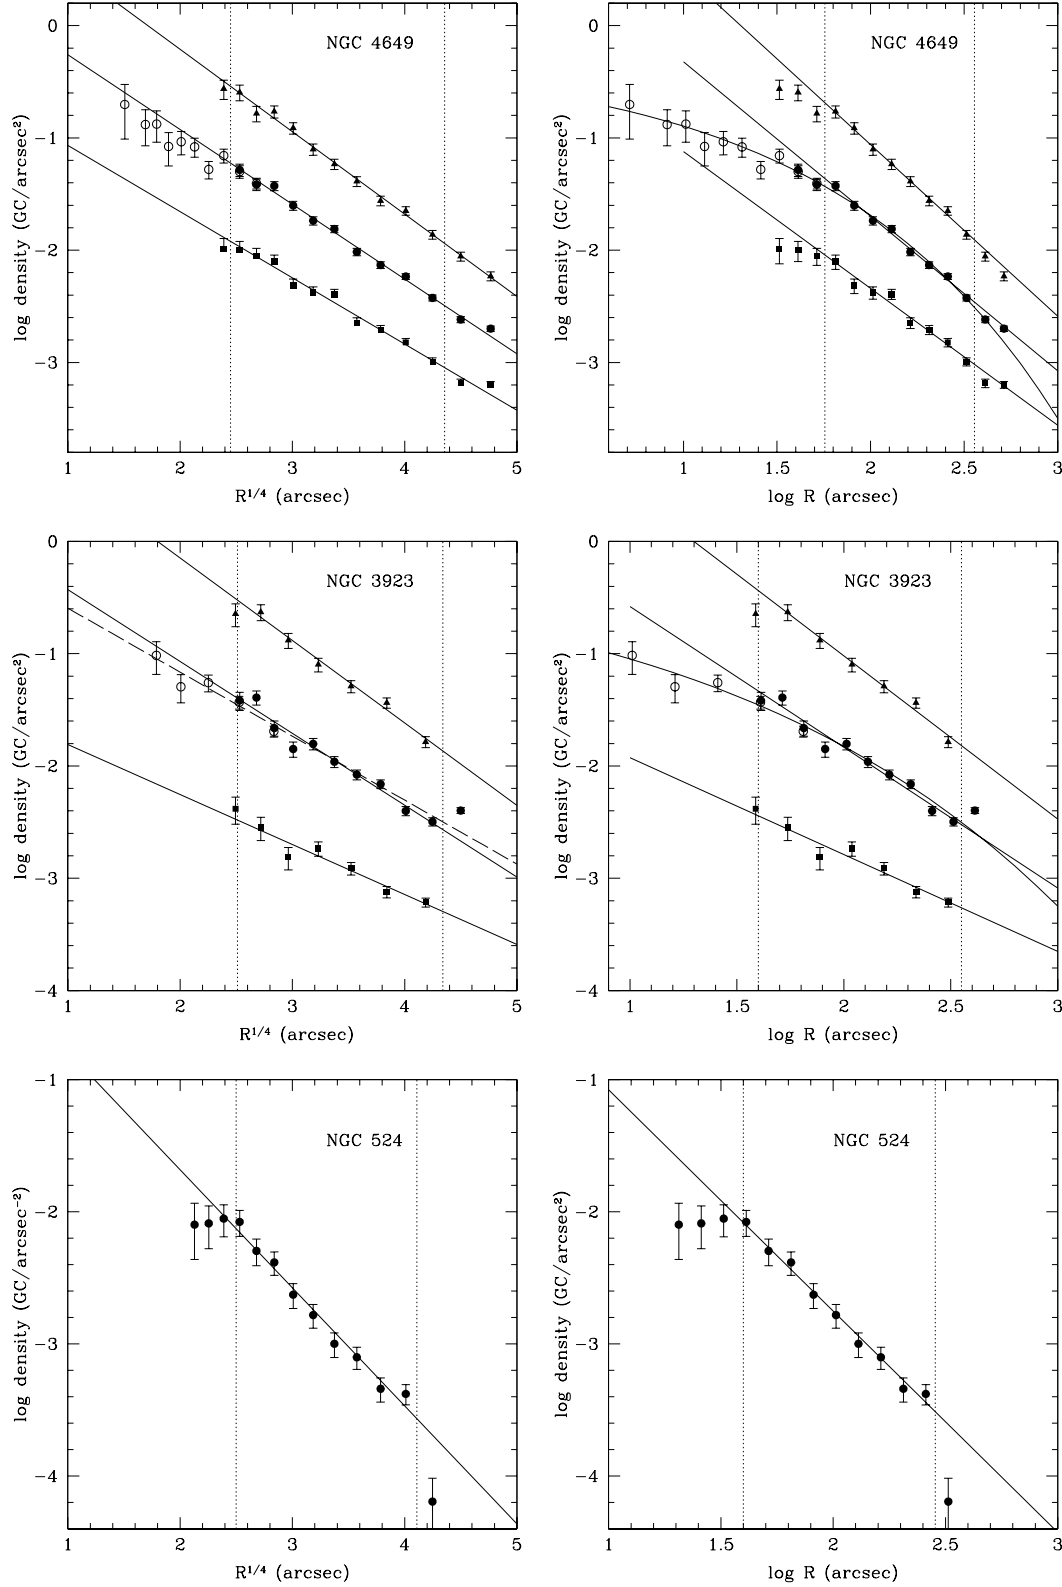 NGC 4649
log density (GC/arcsec²)
0
−1
−2
−3
1 2 3 4 5
R¹/⁴ (arcsec)
NGC 4649
log density (GC/arcsec²)
0
−1
−2
−3
1 1.5 2 2.5 3
log R (arcsec)
NGC 3923
log density (GC/arcsec²)
0
−1
−2
−3
−4
1 2 3 4 5
R¹/⁴ (arcsec)
NGC 3923
log density (GC/arcsec²)
0
−1
−2
−3
−4
1 1.5 2 2.5 3
log R (arcsec)
NGC 524
log density (GC/arcsec⁻²)
−1
−2
−3
−4
1 2 3 4 5
R¹/⁴ (arcsec)
NGC 524
log density (GC/arcsec²)
−1
−2
−3
−4
1 1.5 2 2.5 3
log R (arcsec)